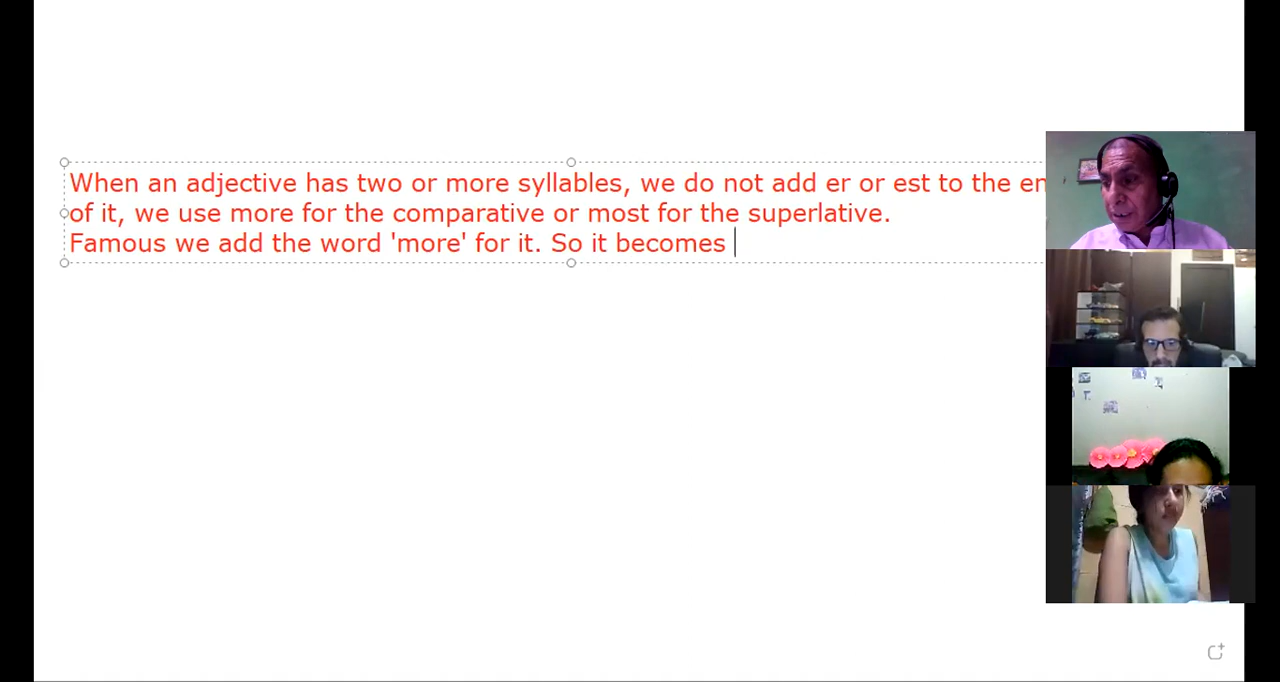 When an adjective has two or more syllables, we do not add er or est to the
of it, we use more for the comparative or most for the superlative.
Famous we add the word 'more' for it. So it becomes